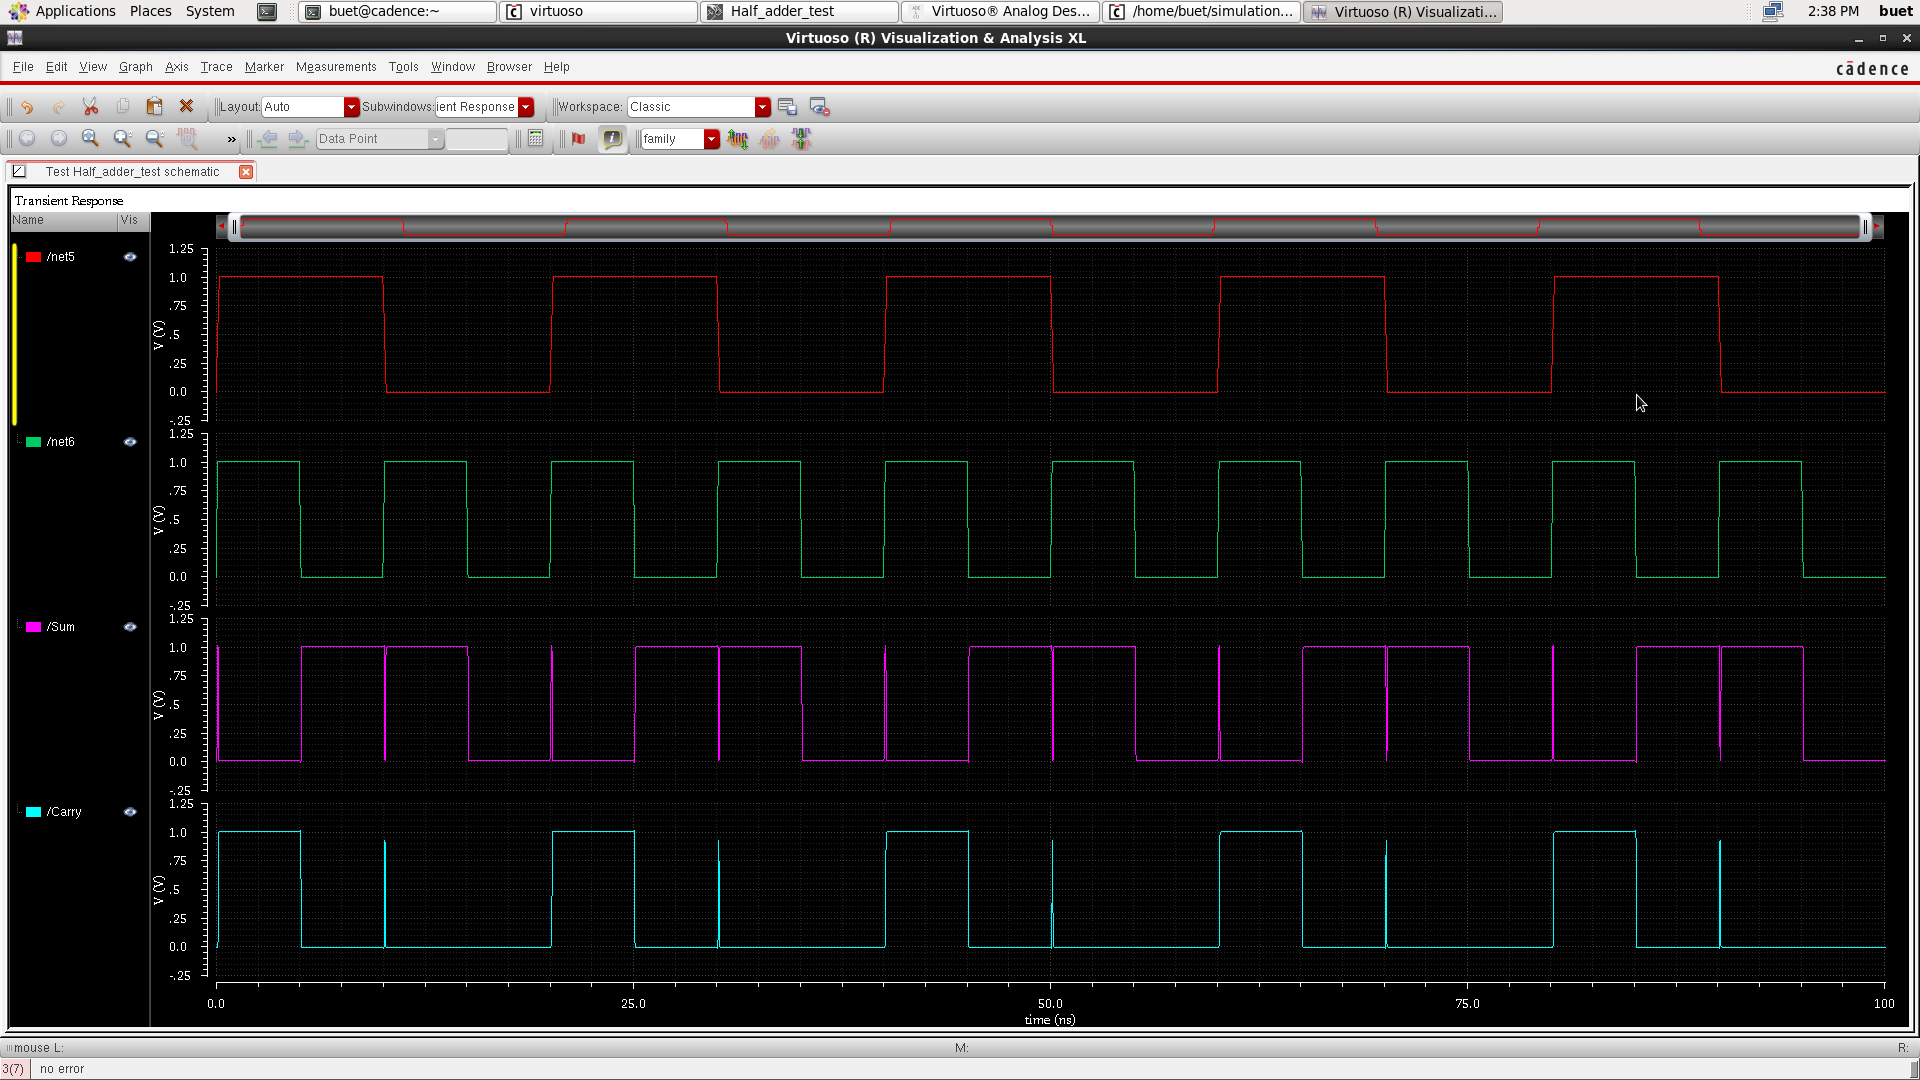 Applications Places System buet@cadence:~ virtuoso Half_adder_test Virtuoso® Analog Des... /home/buet/simulation... Virtuoso (R) Visualizati... 2:38 PM buet
Virtuoso (R) Visualization & Analysis XL
File Edit View Graph Axis Trace Marker Measurements Tools Window Browser Help cādence
Layout: Auto Subwindows: ient Response Workspace: Classic
» Data Point family
Test Half_adder_test schematic
Transient Response
Name Vis
/net5
V (V)
1.25
1.0
.75
.5
.25
0.0
-.25
/net6
V (V)
1.25
1.0
.75
.5
.25
0.0
-.25
/Sum
V (V)
1.25
1.0
.75
.5
.25
0.0
-.25
/Carry
V (V)
1.25
1.0
.75
.5
.25
0.0
-.25
0.0 25.0 50.0 75.0 100
time (ns)
mouse L: M: R:
3(7) no error